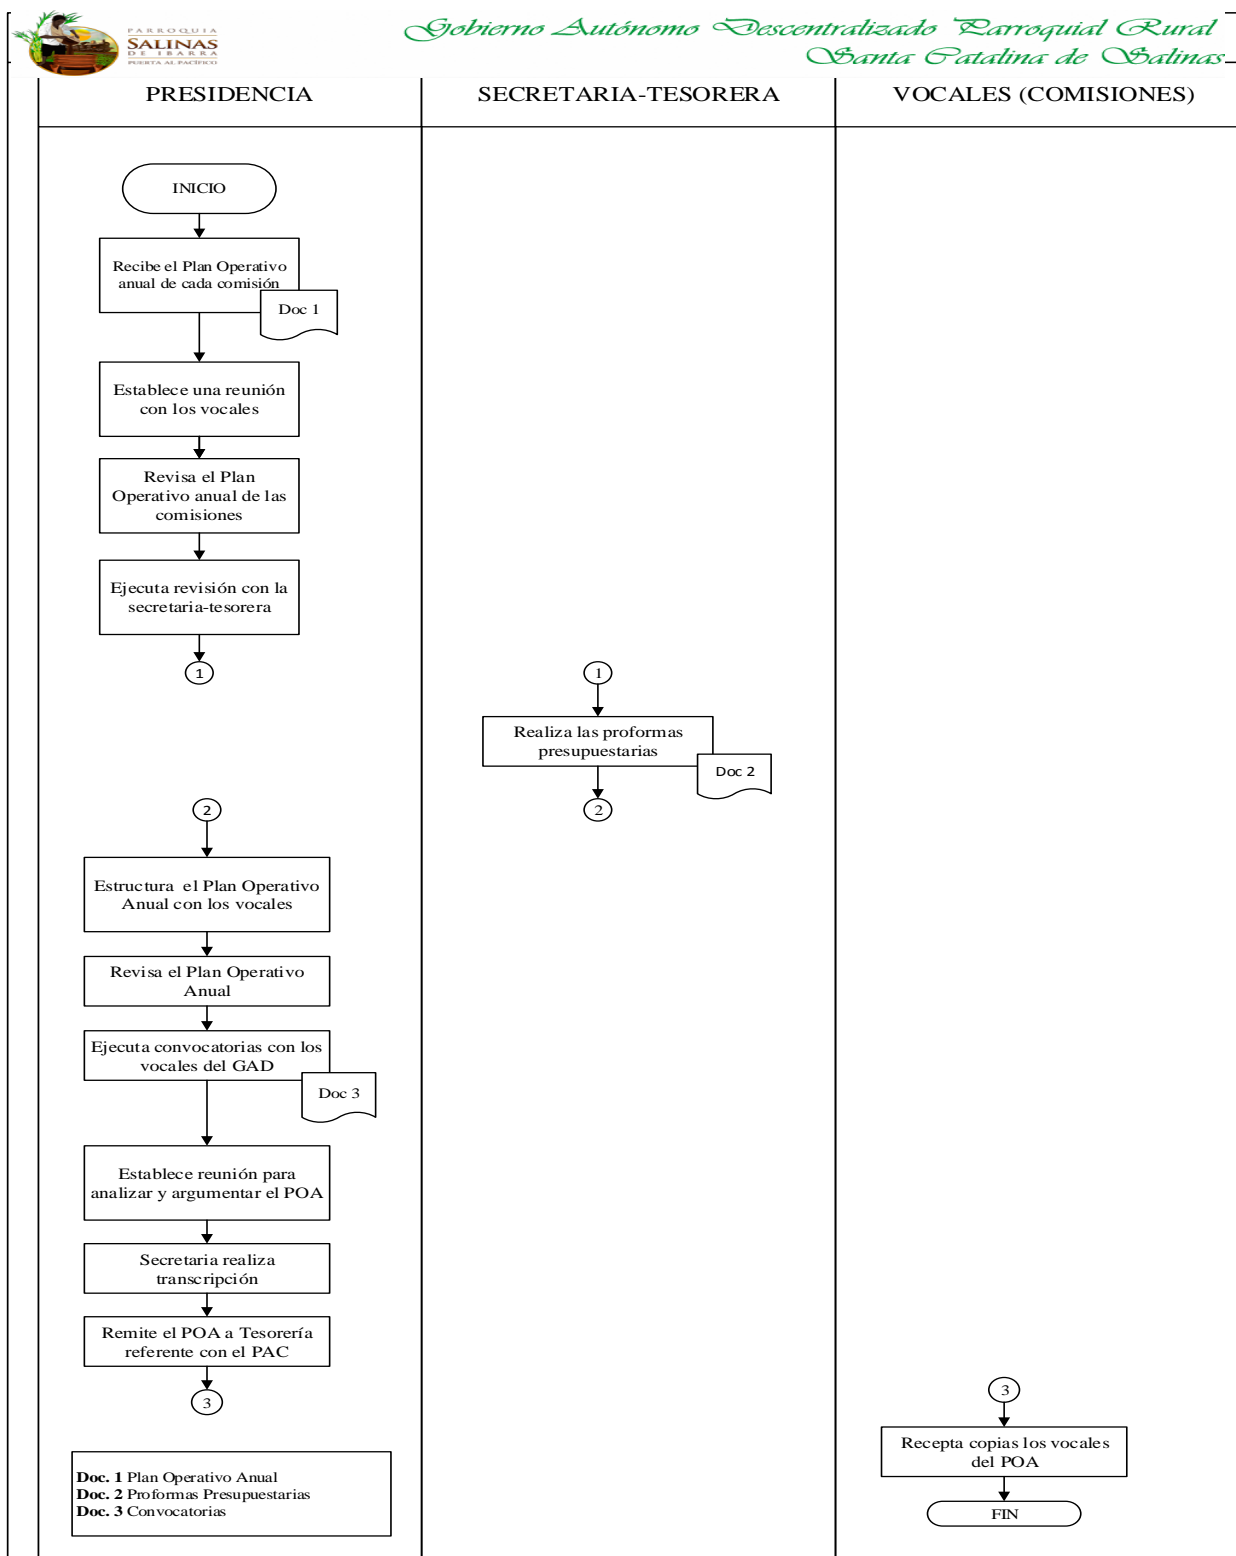 PARROQUIA
SALINAS
DE IBARRA
PUERTA AL PACÍFICO
Gobierno Autónomo Descentralizado Parroquial Rural
Santa Catalina de Salinas
PRESIDENCIA
SECRETARIA-TESORERA
VOCALES (COMISIONES)
INICIO
Recibe el Plan Operativo
anual de cada comisión
Doc 1
Establece una reunión
con los vocales
Revisa el Plan
Operativo anual de las
comisiones
Ejecuta revisión con la
secretaria-tesorera
1
1
Realiza las proformas
presupuestarias
Doc 2
2
2
Estructura el Plan Operativo
Anual con los vocales
Revisa el Plan Operativo
Anual
Ejecuta convocatorias con los
vocales del GAD
Doc 3
Establece reunión para
analizar y argumentar el POA
Secretaria realiza
transcripción
Remite el POA a Tesorería
referente con el PAC
3
3
Recepta copias los vocales
del POA
FIN
Doc. 1 Plan Operativo Anual
Doc. 2 Proformas Presupuestarias
Doc. 3 Convocatorias